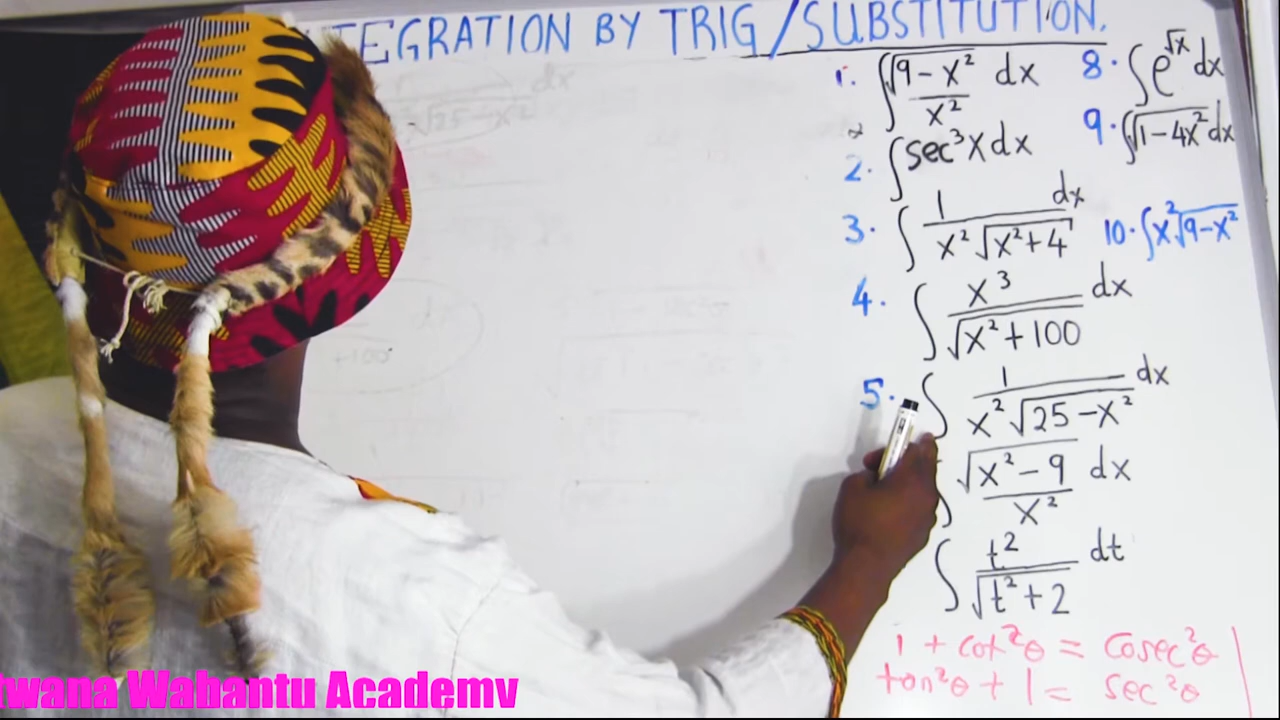 INTEGRATION BY TRIG/SUBSTITUTION.
1. ∫ √(9 − x²) / x² dx
2. ∫ sec³x dx
3. ∫ 1 / (x² √(x² + 4)) dx
4. ∫ x³ / √(x² + 100) dx
5. ∫ 1 / (x² √(25 − x²)) dx
∫ √(x² − 9) / x² dx
∫ t² / √(t² + 2) dt
8. ∫ e^√x dx
9. ∫ √(1 − 4x²) dx
10. ∫ x² √(9 − x²)
1 + cot²θ = cosec²θ
tan²θ + 1 = sec²θ
Wabantu Academy